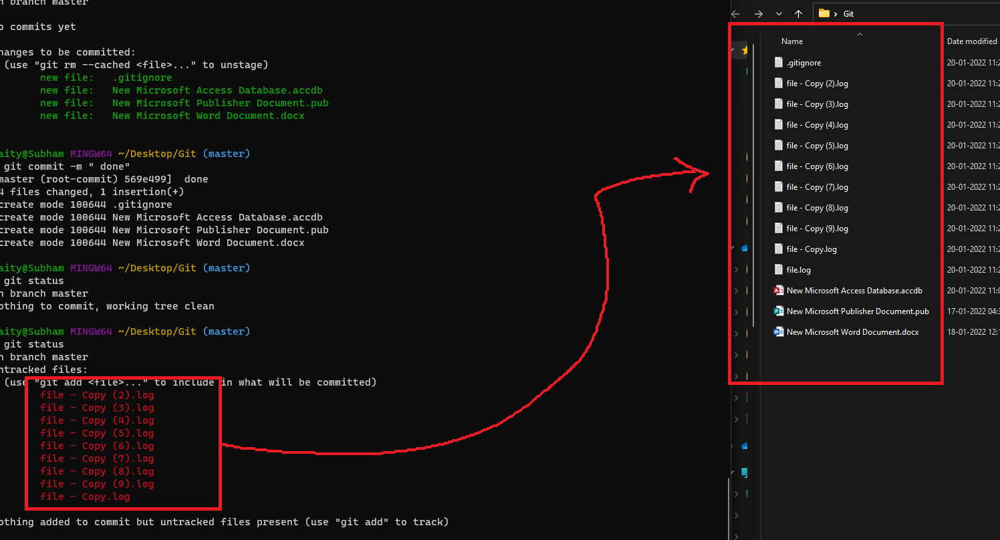 n branch master
o commits yet
hanges to be committed:
(use "git rm --cached <file>..." to unstage)
new file:   .gitignore
new file:   New Microsoft Access Database.accdb
new file:   New Microsoft Publisher Document.pub
new file:   New Microsoft Word Document.docx
aity@Subham MINGW64 ~/Desktop/Git (master)
git commit -m " done"
master (root-commit) 569e499]  done
4 files changed, 1 insertion(+)
create mode 100644 .gitignore
create mode 100644 New Microsoft Access Database.accdb
create mode 100644 New Microsoft Publisher Document.pub
create mode 100644 New Microsoft Word Document.docx
aity@Subham MINGW64 ~/Desktop/Git (master)
git status
n branch master
othing to commit, working tree clean
aity@Subham MINGW64 ~/Desktop/Git (master)
git status
n branch master
ntracked files:
(use "git add <file>..." to include in what will be committed)
file - Copy (2).log
file - Copy (3).log
file - Copy (4).log
file - Copy (5).log
file - Copy (6).log
file - Copy (7).log
file - Copy (8).log
file - Copy (9).log
file - Copy.log
othing added to commit but untracked files present (use "git add" to track)
Git
Name Date modified
.gitignore 20-01-2022 11:2
file - Copy (2).log 20-01-2022 11:2
file - Copy (3).log 20-01-2022 11:2
file - Copy (4).log 20-01-2022 11:2
file - Copy (5).log 20-01-2022 11:2
file - Copy (6).log 20-01-2022 11:2
file - Copy (7).log 20-01-2022 11:2
file - Copy (8).log 20-01-2022 11:2
file - Copy (9).log 20-01-2022 11:2
file - Copy.log 20-01-2022 11:2
file.log 20-01-2022 11:2
New Microsoft Access Database.accdb 20-01-2022 11:0
New Microsoft Publisher Document.pub 17-01-2022 04:3
New Microsoft Word Document.docx 18-01-2022 12:1